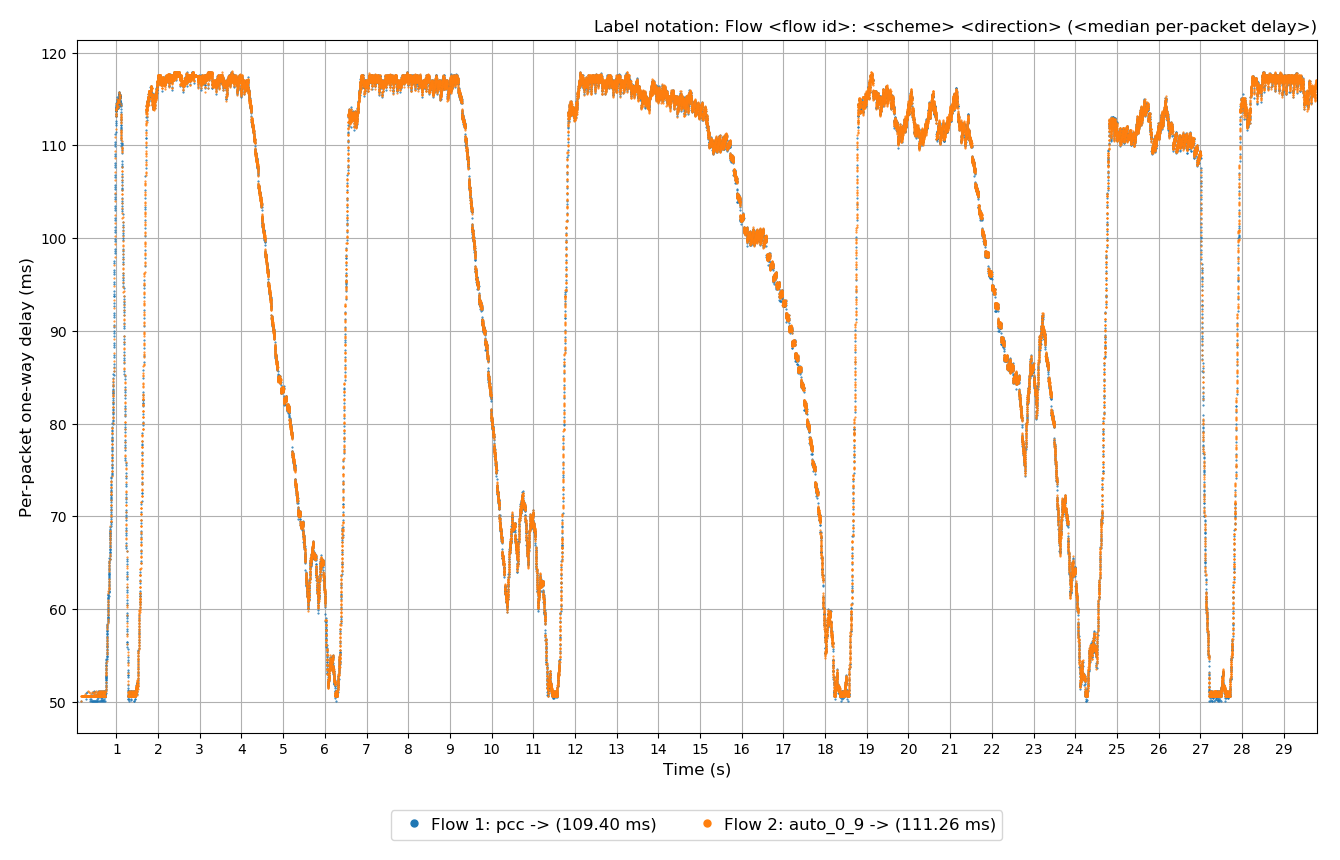 Label notation: Flow <flow id>: <scheme> <direction> (<median per-packet delay>)
120
110
100
90
80
70
60
50
Per-packet one-way delay (ms)
1 2 3 4 5 6 7 8 9 10 11 12 13 14 15 16 17 18 19 20 21 22 23 24 25 26 27 28 29
Time (s)
Flow 1: pcc -> (109.40 ms) Flow 2: auto_0_9 -> (111.26 ms)